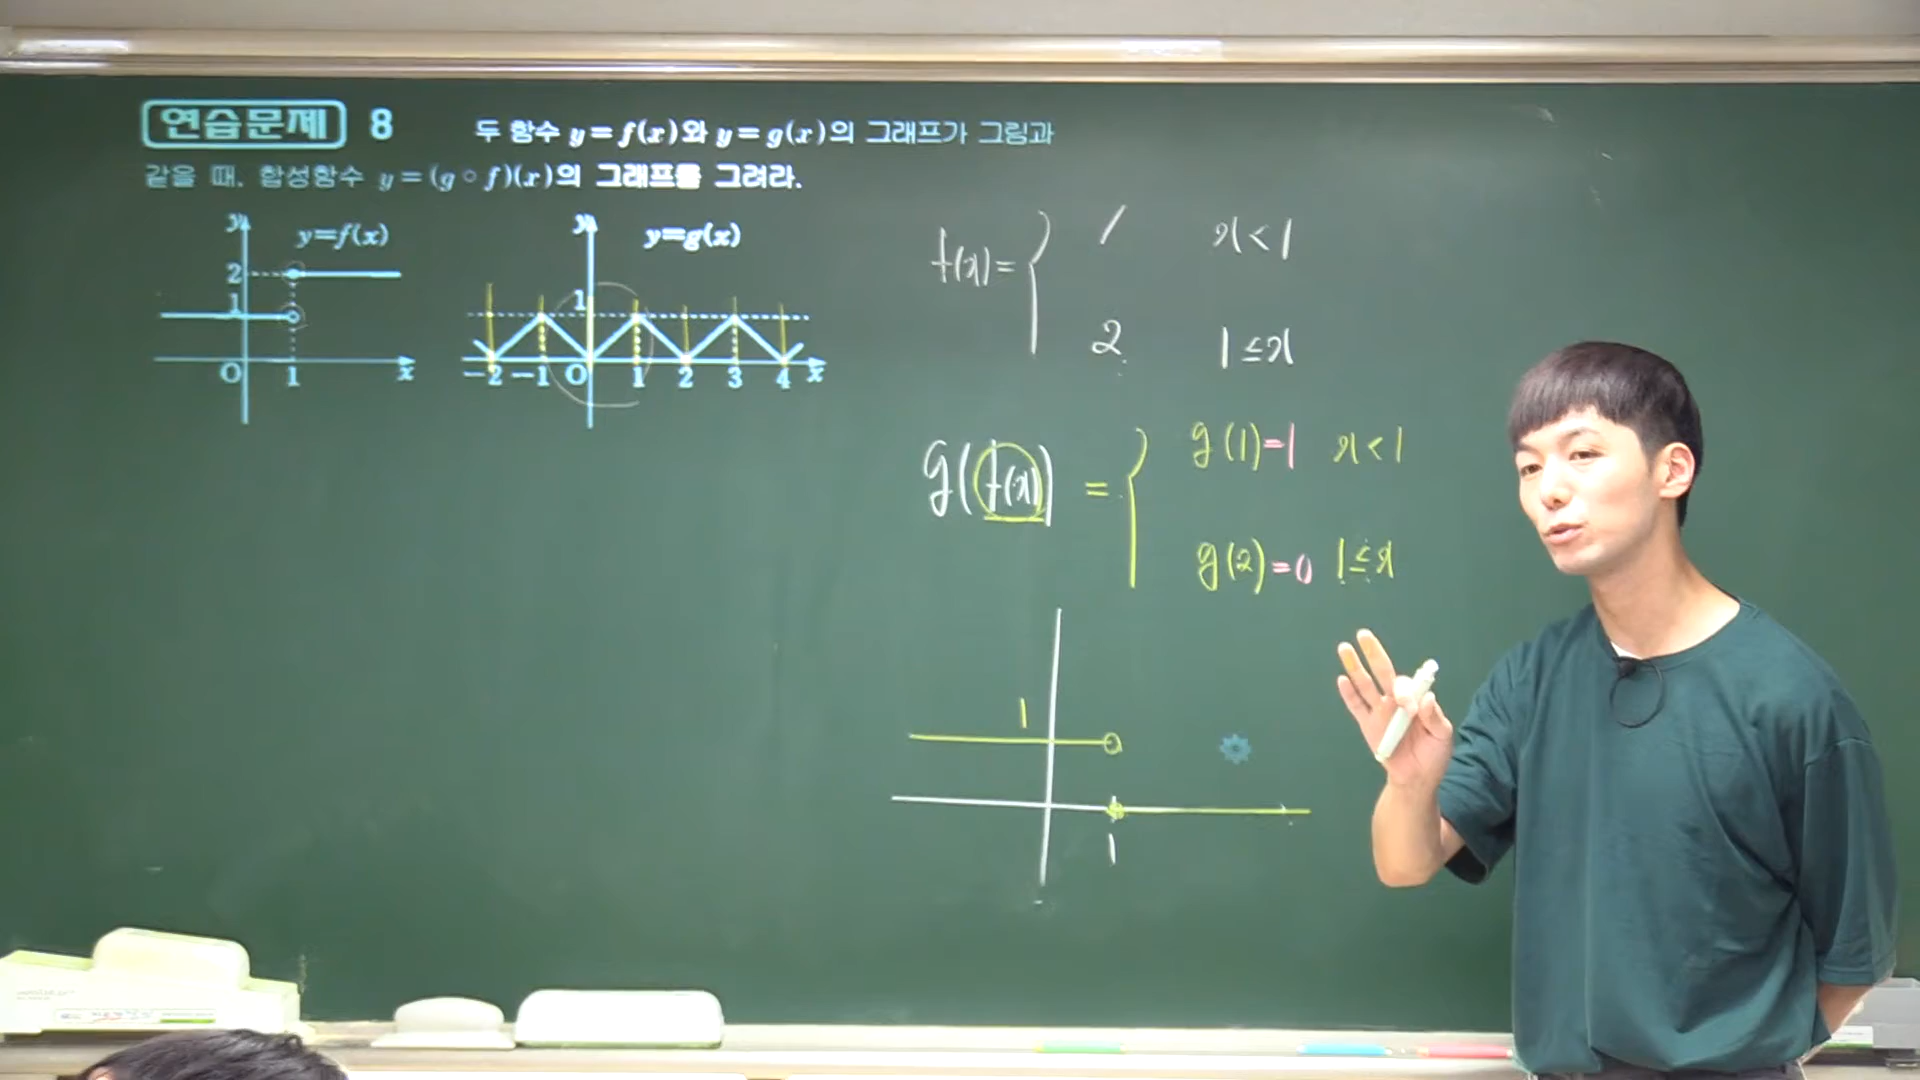 연습문제 8 두 함수 y=f(x)와 y=g(x)의 그래프가 그림과
같을 때, 합성함수 y=(g∘f)(x)의 그래프를 그려라.
y y=f(x)
2
1
O 1 x
y y=g(x)
1
-2 -1 O 1 2 3 4 x
f(x)= { 1 x<1
2 1≤x
g(f(x)) = { g(1)=1 x<1
g(2)=0 1≤x
1
1